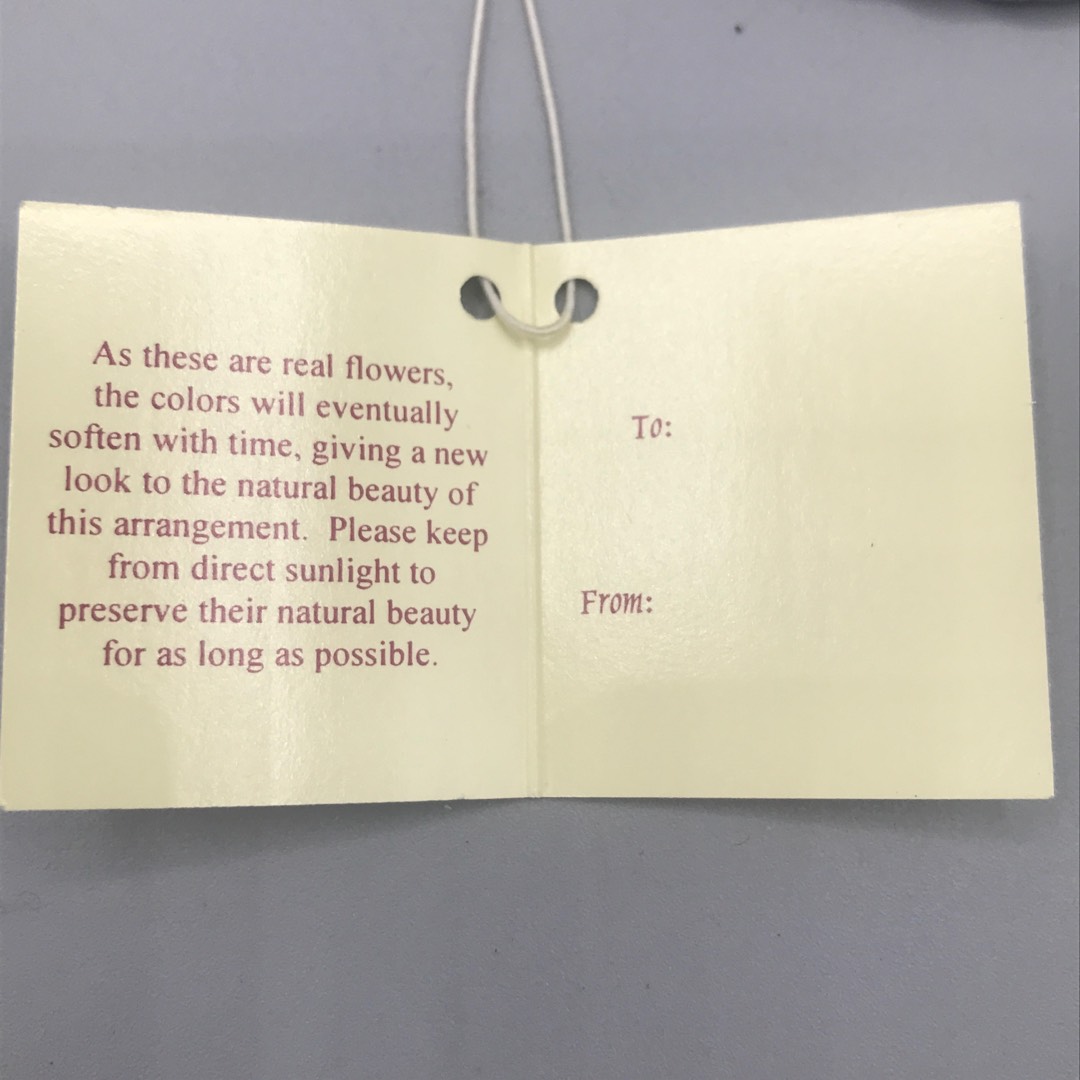 As these are real flowers,
the colors will eventually
soften with time, giving a new
look to the natural beauty of
this arrangement. Please keep
from direct sunlight to
preserve their natural beauty
for as long as possible.
To:
From: